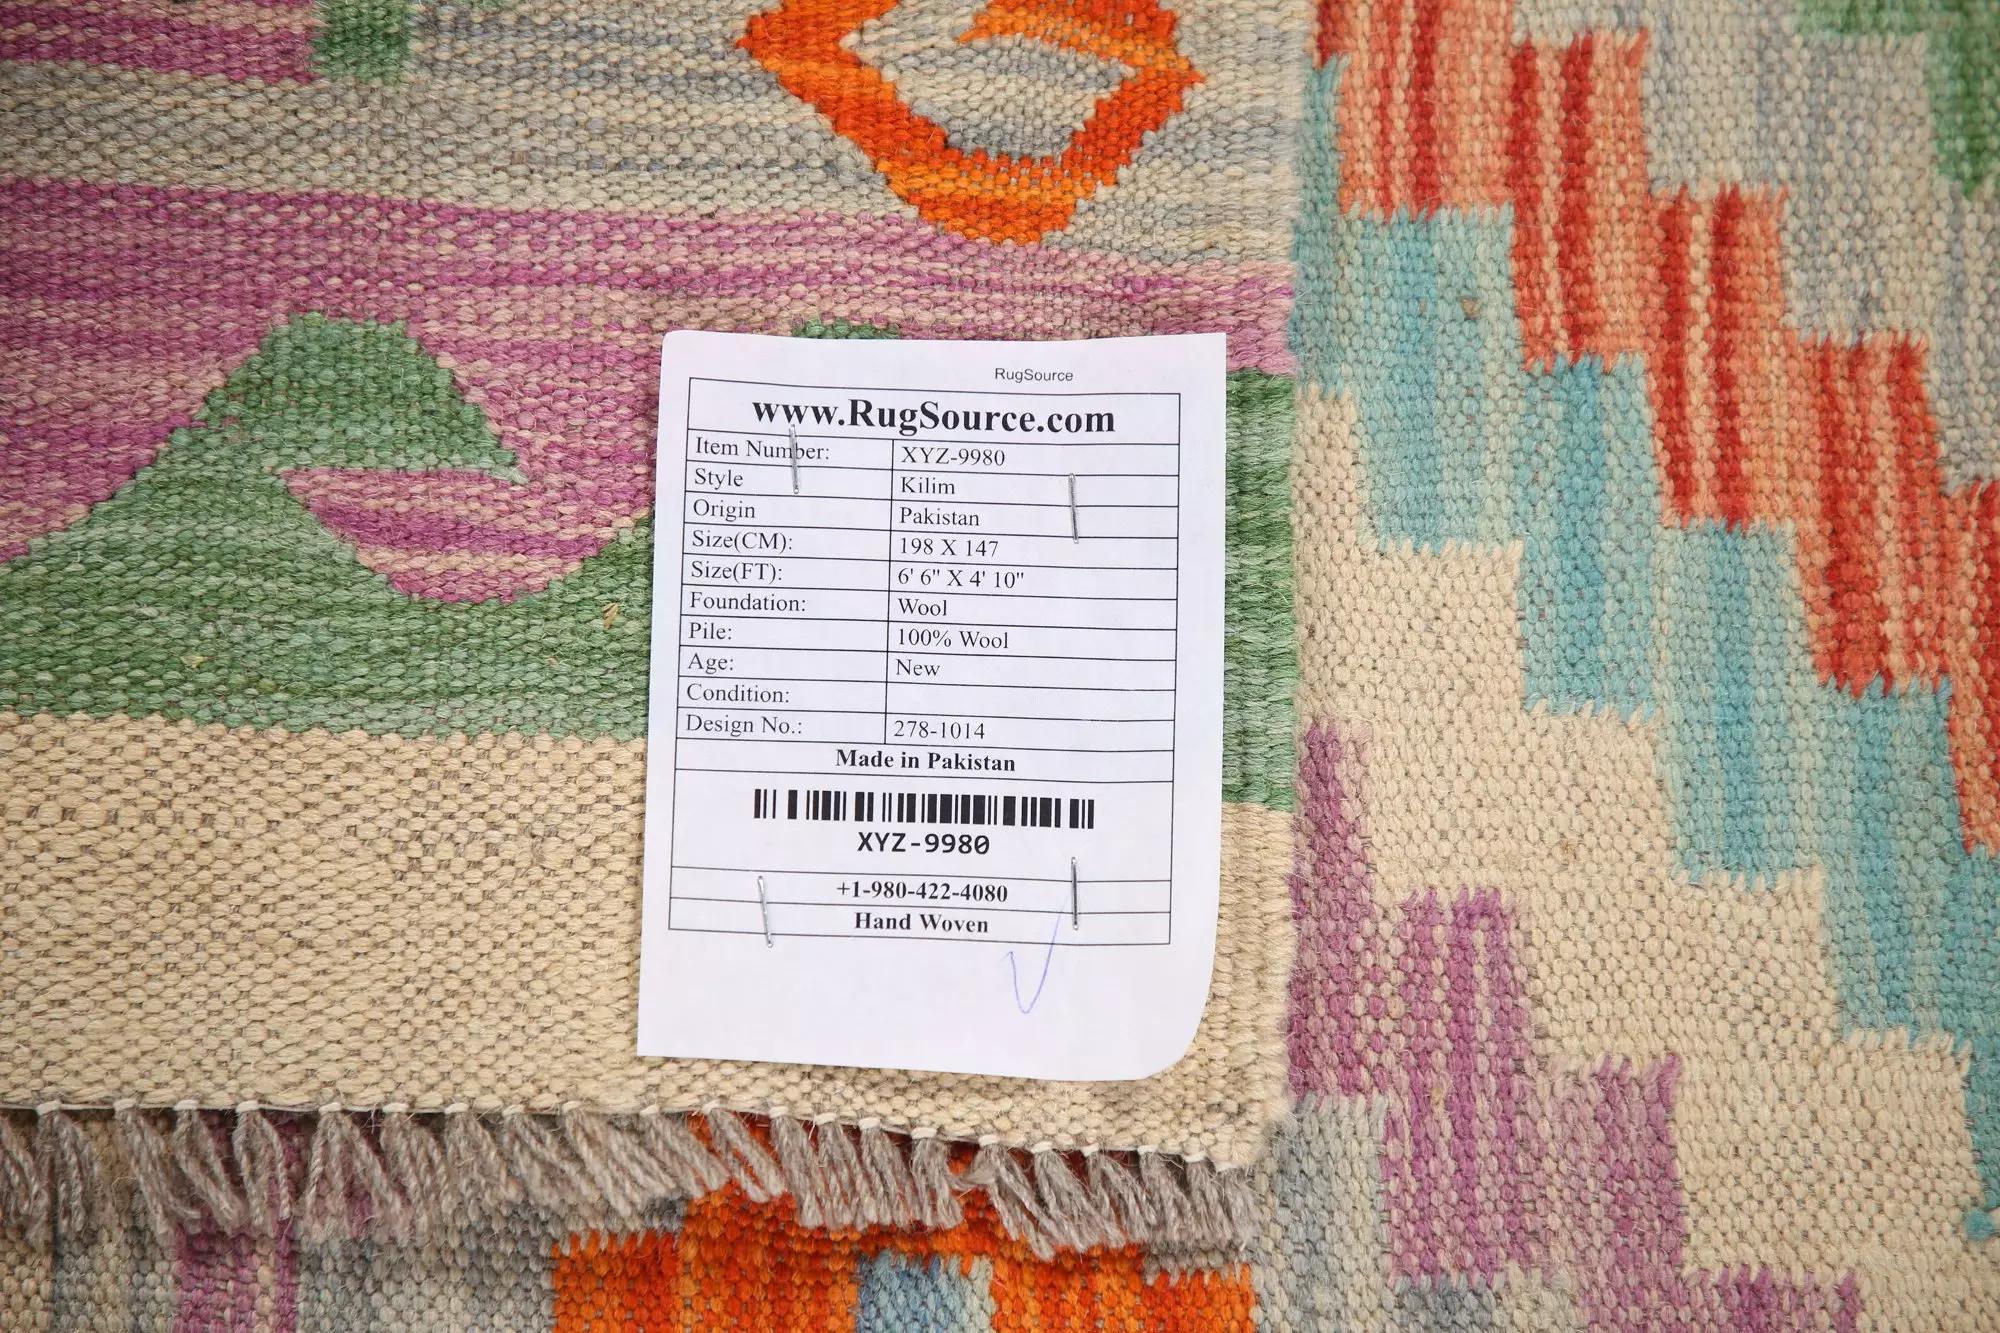 RugSource
www.RugSource.com
Item Number: XYZ-9980
Style Kilim
Origin Pakistan
Size(CM): 198 X 147
Size(FT): 6' 6" X 4' 10"
Foundation: Wool
Pile: 100% Wool
Age: New
Condition:
Design No.: 278-1014
Made in Pakistan
XYZ-9980
+1-980-422-4080
Hand Woven